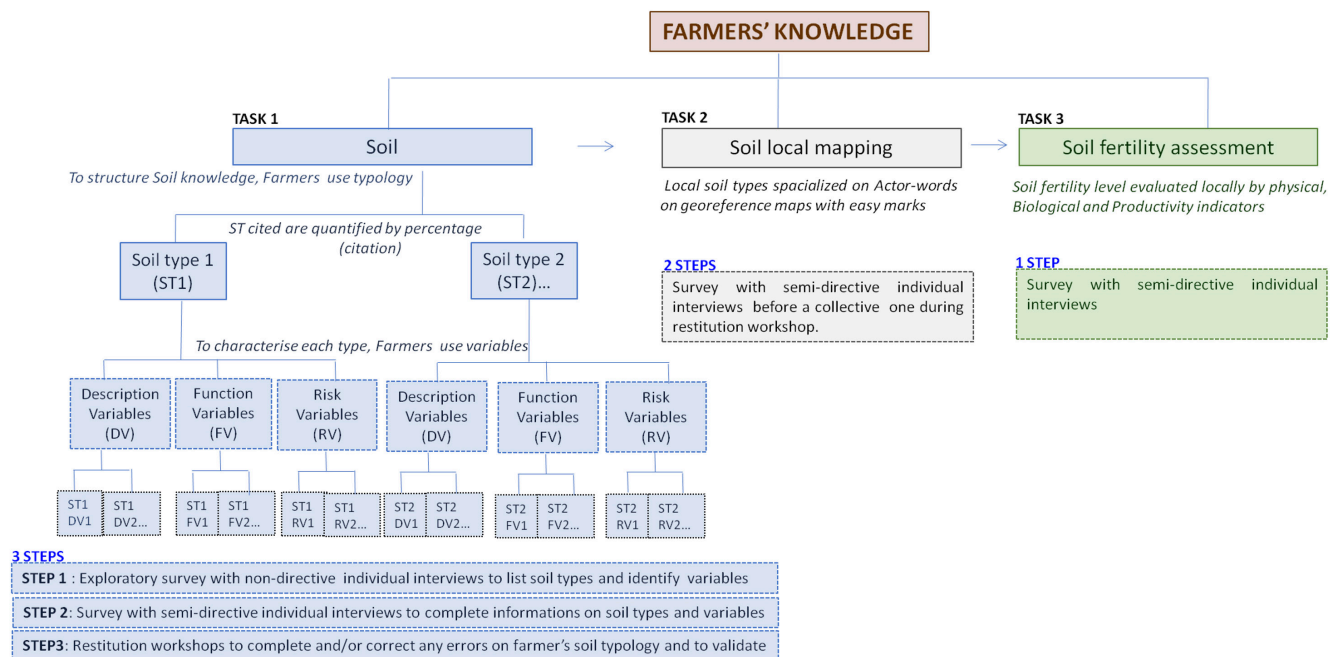 FARMERS' KNOWLEDGE
TASK 1
Soil
To structure Soil knowledge, Farmers use typology
ST cited are quantified by percentage
(citation)
Soil type 1
(ST1)
Soil type 2
(ST2)...
To characterise each type, Farmers use variables
Description
Variables
(DV)
Function
Variables
(FV)
Risk
Variables
(RV)
Description
Variables
(DV)
Function
Variables
(FV)
Risk
Variables
(RV)
ST1
DV1
ST1
DV2...
ST1
FV1
ST1
FV2...
ST1
RV1
ST1
RV2...
ST2
DV1
ST2
DV2...
ST2
FV1
ST2
FV2...
ST2
RV1
ST2
RV2...
3 STEPS
STEP 1 : Exploratory survey with non-directive individual interviews to list soil types and identify variables
STEP 2: Survey with semi-directive individual interviews to complete informations on soil types and variables
STEP3: Restitution workshops to complete and/or correct any errors on farmer's soil typology and to validate
TASK 2
Soil local mapping
Local soil types spacialized on Actor-words
on georeference maps with easy marks
2 STEPS
Survey with semi-directive individual
interviews before a collective one during
restitution workshop.
TASK 3
Soil fertility assessment
Soil fertility level evaluated locally by physical,
Biological and Productivity indicators
1 STEP
Survey with semi-directive individual
interviews